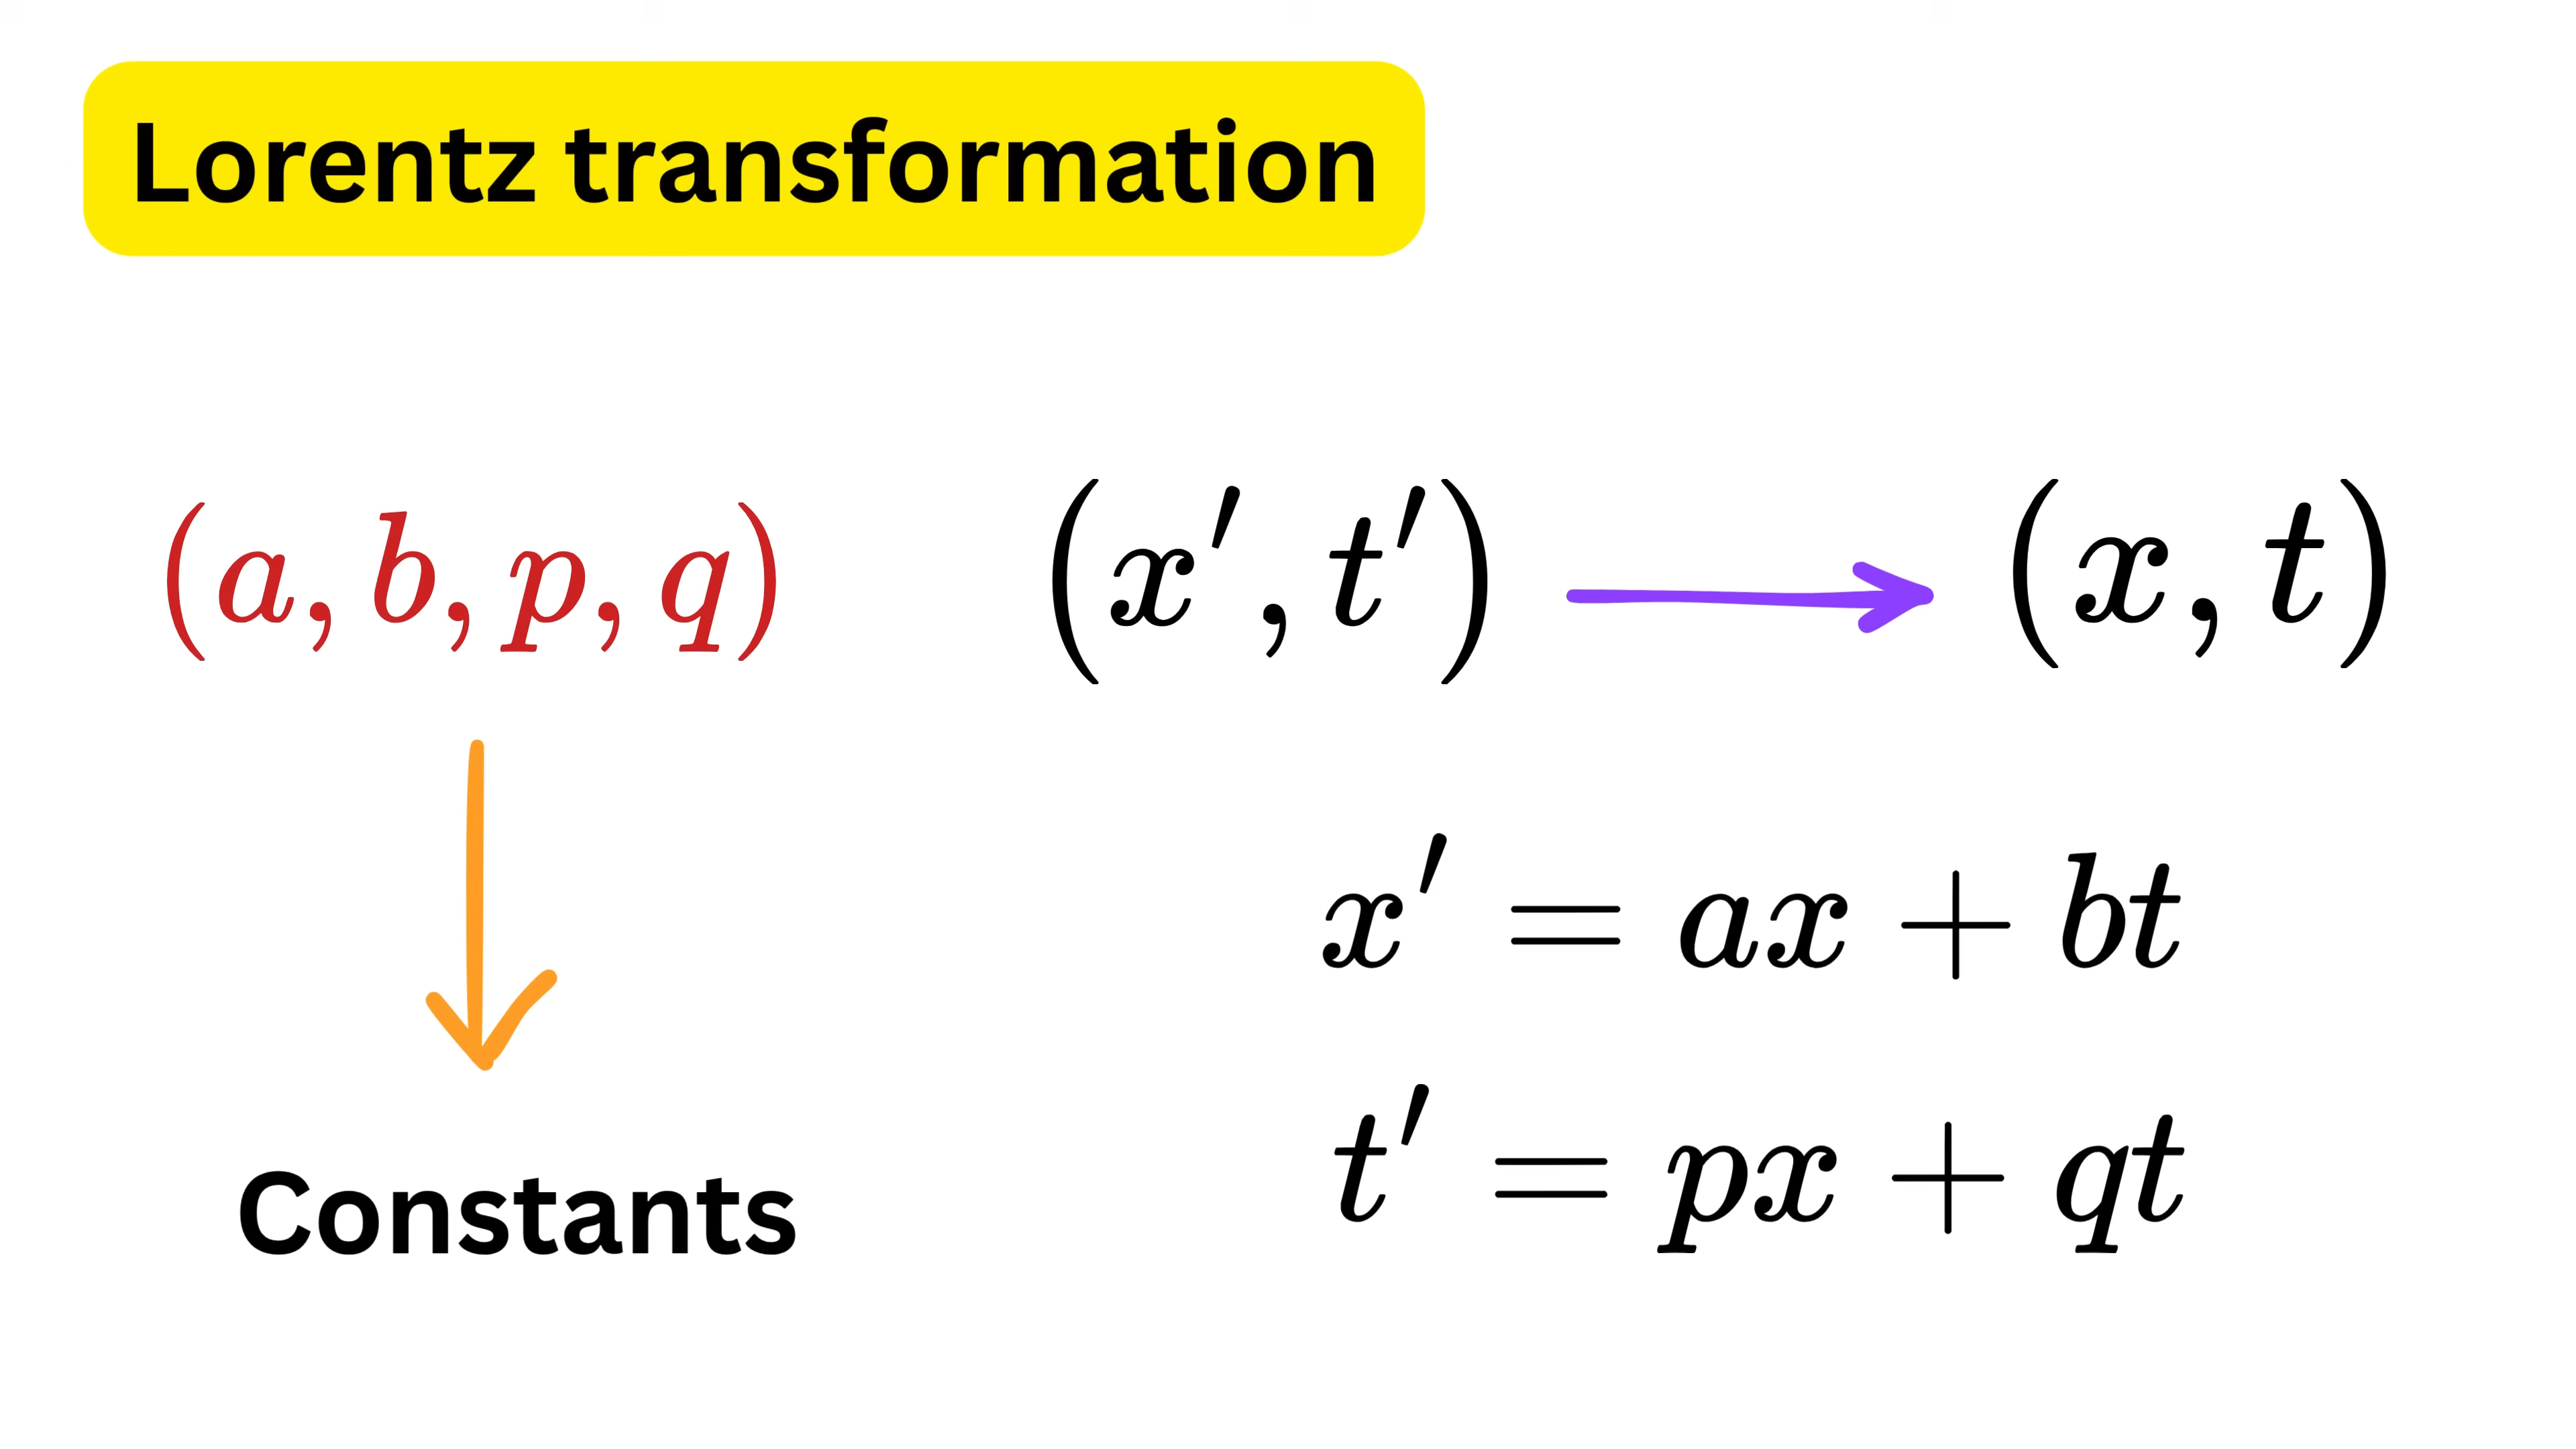 Lorentz transformation
(a, b, p, q)
(x′, t′)
(x, t)
x′ = ax + bt
t′ = px + qt
Constants